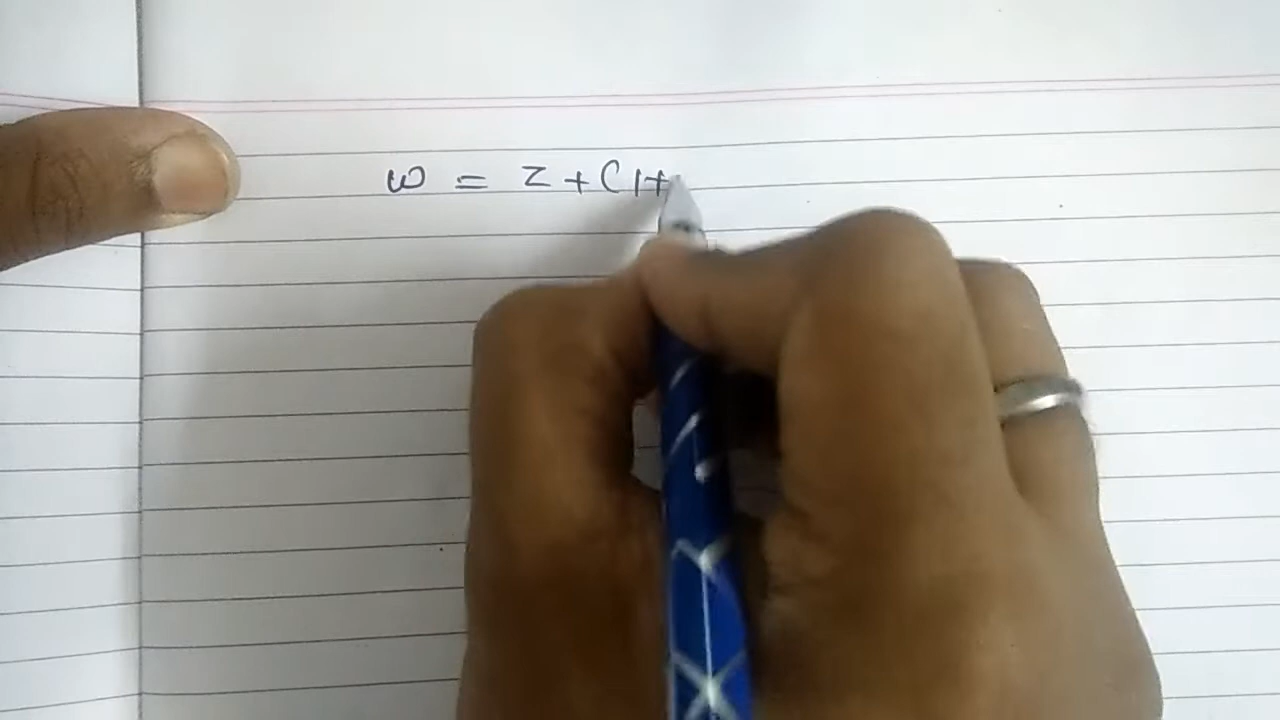 ω = z + (1+